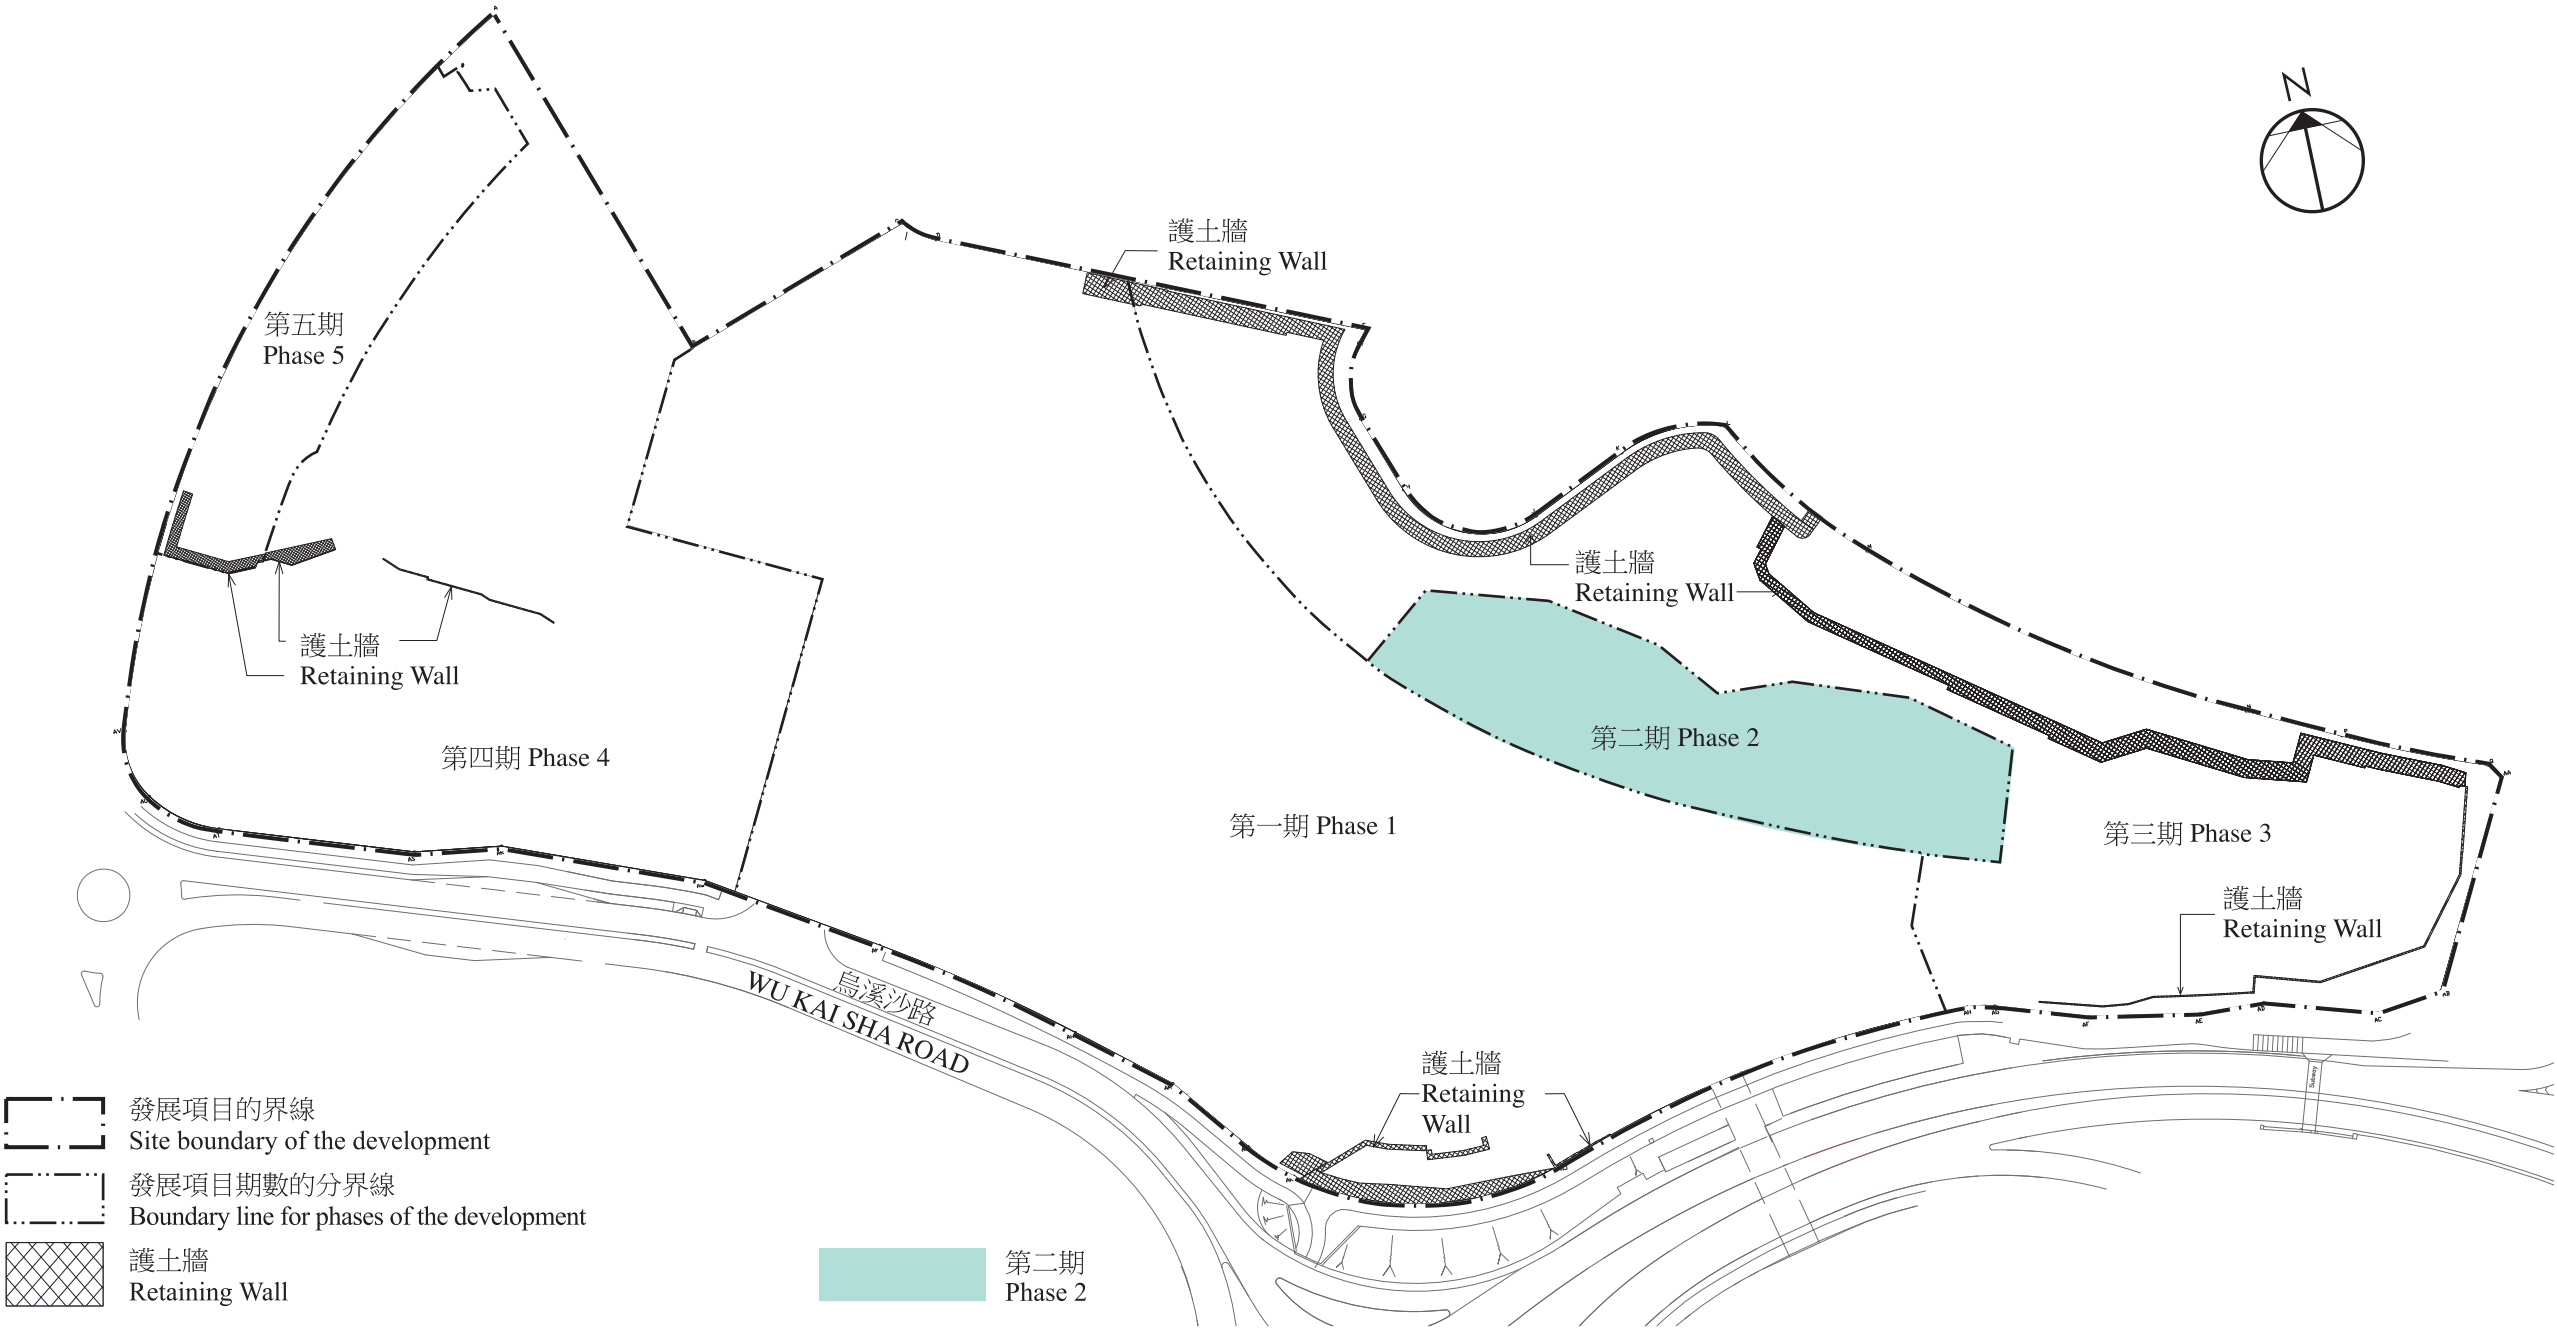 N
護土牆
Retaining Wall
第五期
Phase 5
護土牆
Retaining Wall
護土牆
Retaining Wall
第四期 Phase 4
第二期 Phase 2
第一期 Phase 1
第三期 Phase 3
護土牆
Retaining Wall
烏溪沙路
WU KAI SHA ROAD
護土牆
Retaining
Wall
Subway
發展項目的界線
Site boundary of the development
發展項目期數的分界線
Boundary line for phases of the development
護土牆
Retaining Wall
第二期
Phase 2